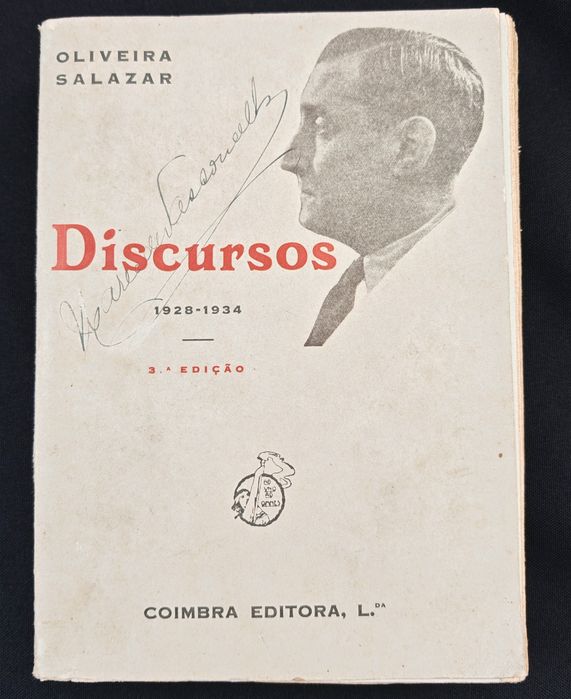 OLIVEIRA
SALAZAR
Discursos
1928-1934
3.ª EDIÇÃO
COIMBRA EDITORA, L.DA